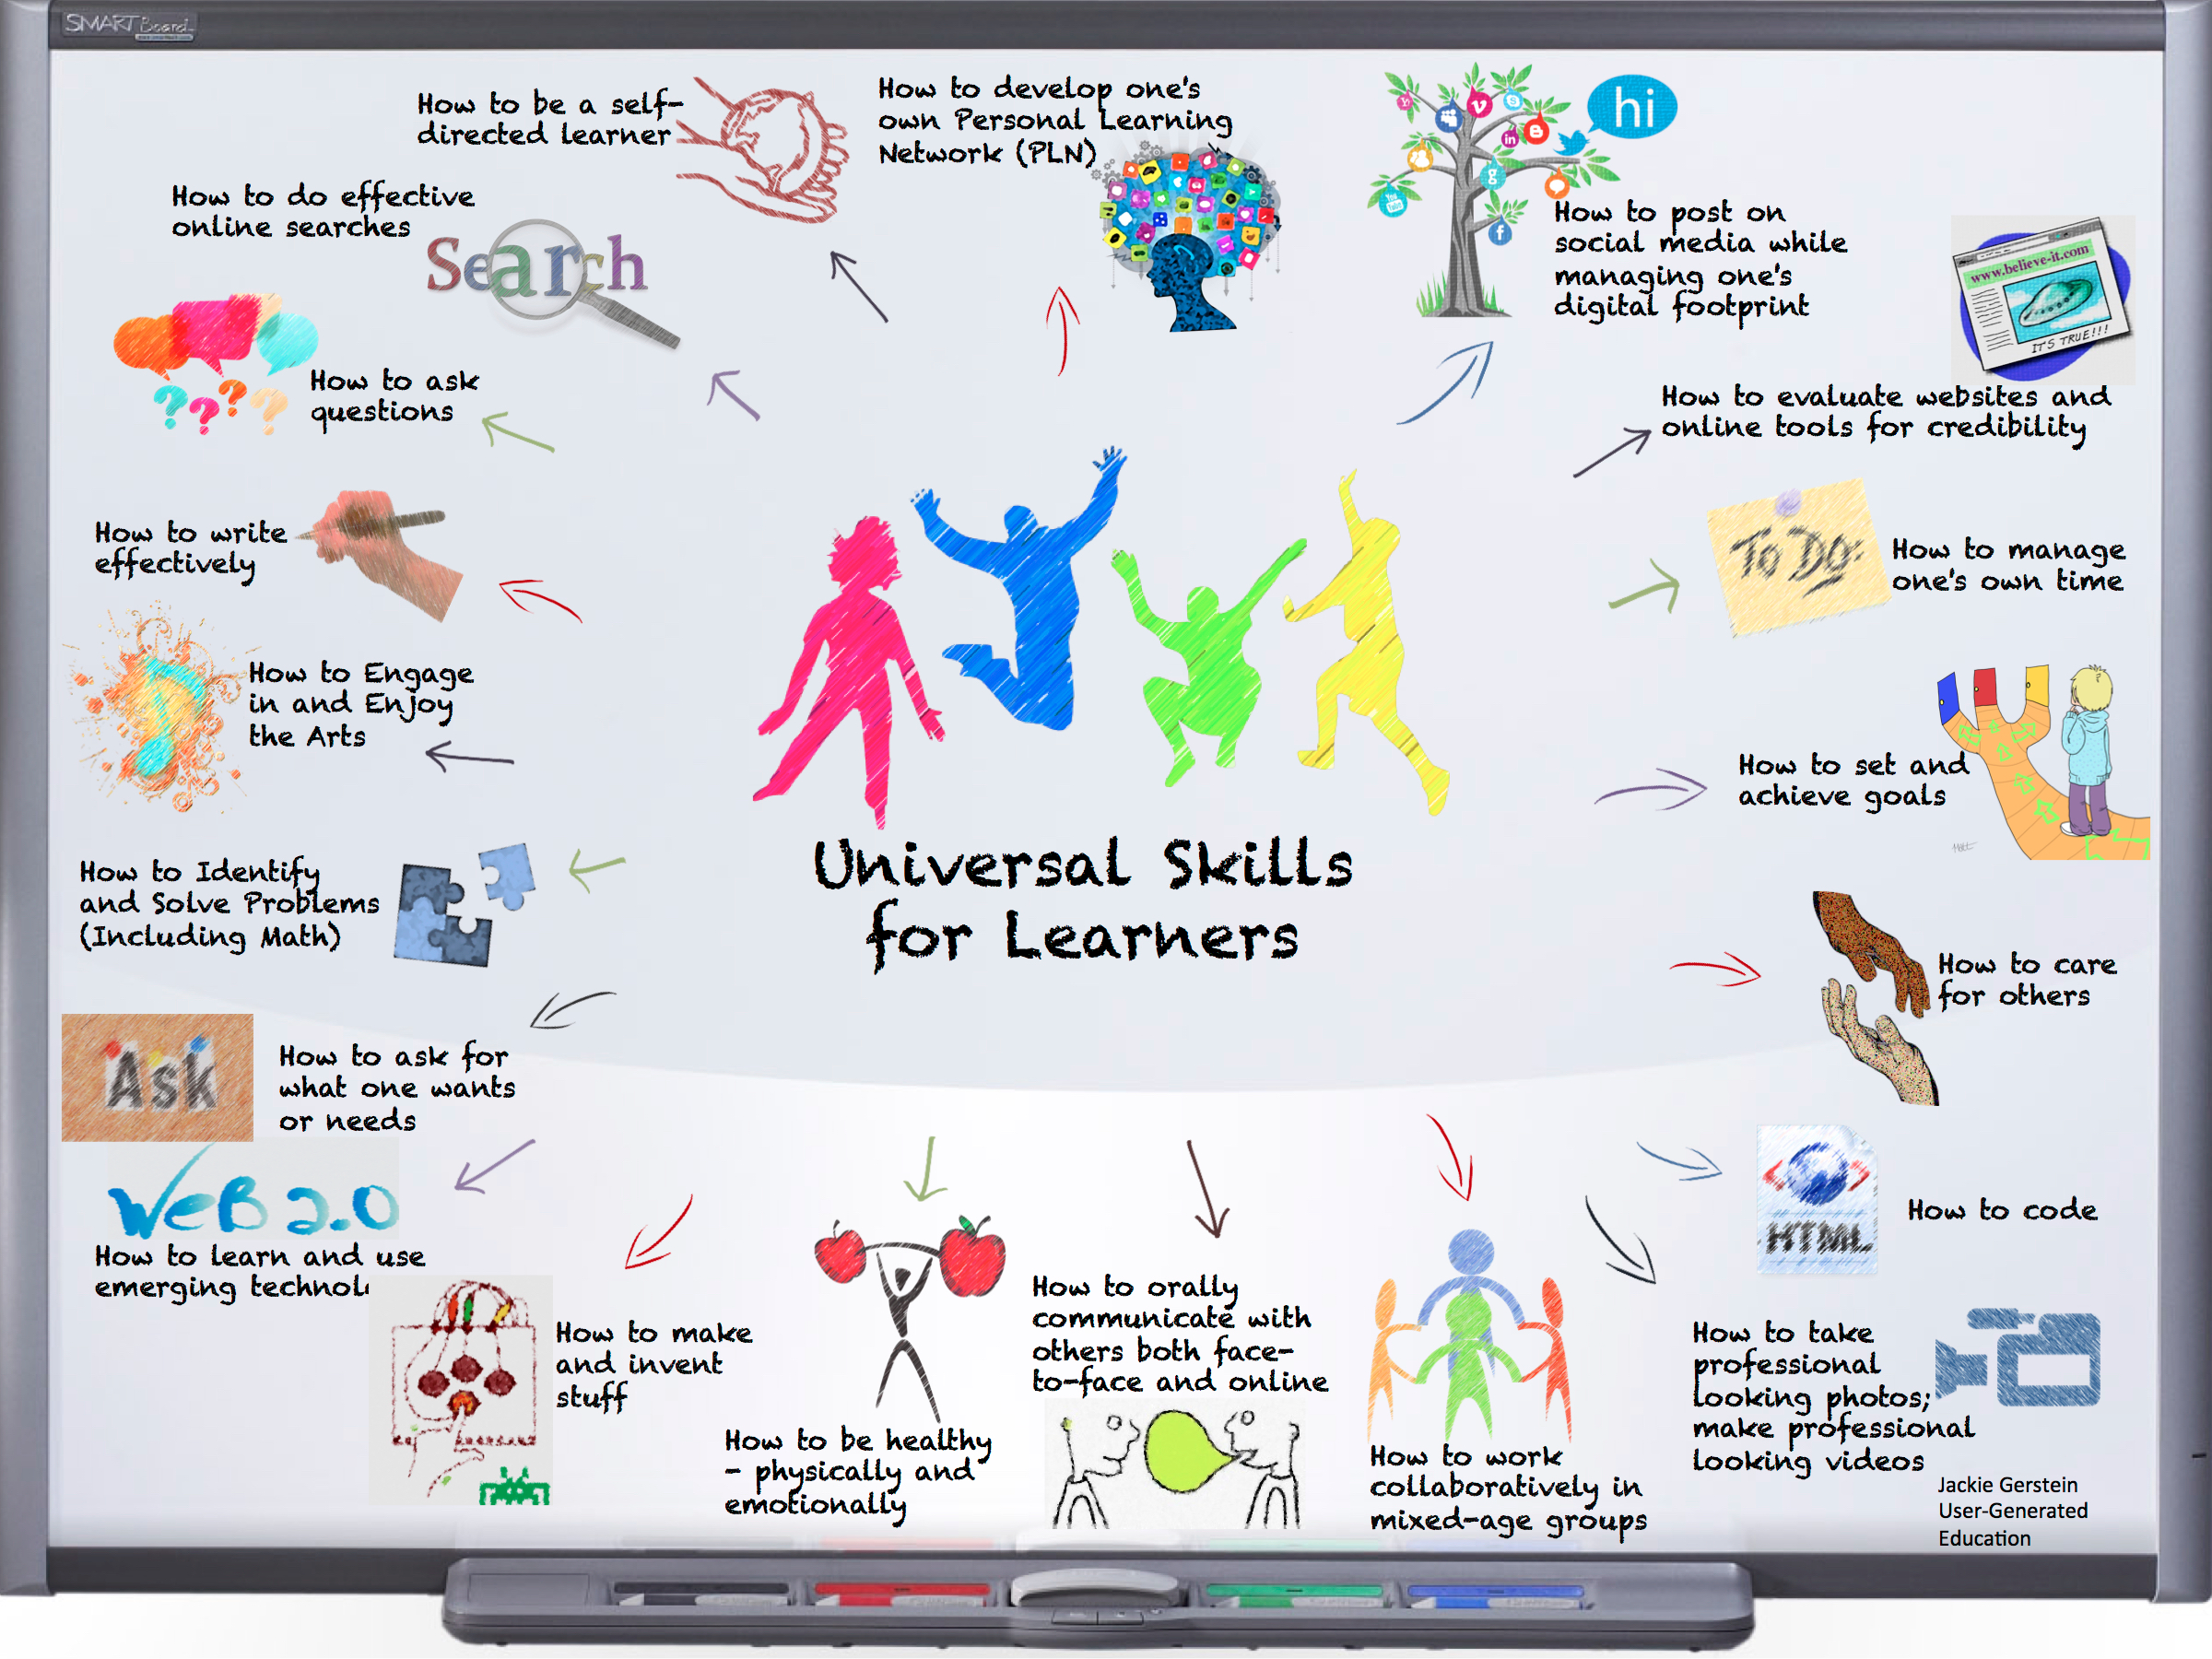 SMART Board
How to be a self-
directed learner
How to develop one's
own Personal Learning
Network (PLN)
hi
How to post on
social media while
managing one's
digital footprint
How to do effective
online searches
Search
www.believe-it.com
IT'S TRUE!!!
How to evaluate websites and
online tools for credibility
How to ask
questions
How to write
effectively
To Do:
How to manage
one's own time
How to Engage
in and Enjoy
the Arts
How to set and
achieve goals
Universal Skills
for Learners
How to Identify
and Solve Problems
(Including Math)
How to care
for others
Ask
How to ask for
what one wants
or needs
Web 2.0
How to learn and use
emerging technol
HTML
How to code
How to make
and invent
stuff
How to be healthy
- physically and
emotionally
How to orally
communicate with
others both face-
to-face and online
How to work
collaboratively in
mixed-age groups
How to take
professional
looking photos;
make professional
looking videos
Jackie Gerstein
User-Generated
Education